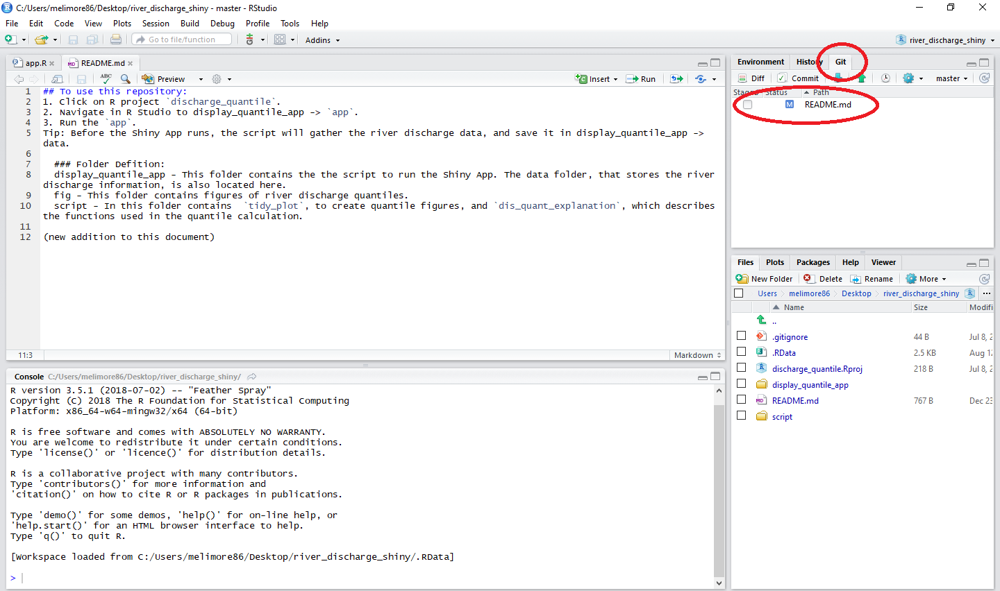 C:/Users/melimore86/Desktop/river_discharge_shiny - master - RStudio
File Edit Code View Plots Session Build Debug Profile Tools Help
Go to file/function Addins river_discharge_shiny
app.R README.md
ABC Preview Insert Run
1 ## To use this repository:
2 1. Click on R project `discharge_quantile`.
3 2. Navigate in R Studio to display_quantile_app -> `app`.
4 3. Run the `app`.
5 Tip: Before the Shiny App runs, the script will gather the river discharge data, and save it in display_quantile_app ->
data.
6
7 ### Folder Defition:
8 display_quantile_app - This folder contains the the script to run the Shiny App. The data folder, that stores the river
discharge information, is also located here.
9 fig - This folder contains figures of river discharge quantiles.
10 script - In this folder contains  `tidy_plot`, to create quantile figures, and `dis_quant_explanation`, which describes
the functions used in the quantile calculation.
11
12 (new addition to this document)
11:3 Markdown
Console C:/Users/melimore86/Desktop/river_discharge_shiny/
R version 3.5.1 (2018-07-02) -- "Feather Spray"
Copyright (C) 2018 The R Foundation for Statistical Computing
Platform: x86_64-w64-mingw32/x64 (64-bit)
R is free software and comes with ABSOLUTELY NO WARRANTY.
You are welcome to redistribute it under certain conditions.
Type 'license()' or 'licence()' for distribution details.
R is a collaborative project with many contributors.
Type 'contributors()' for more information and
'citation()' on how to cite R or R packages in publications.
Type 'demo()' for some demos, 'help()' for on-line help, or
'help.start()' for an HTML browser interface to help.
Type 'q()' to quit R.
[Workspace loaded from C:/Users/melimore86/Desktop/river_discharge_shiny/.RData]
>
Environment History Git
Diff Commit master
Staged Status Path
M README.md
Files Plots Packages Help Viewer
New Folder Delete Rename More
Users melimore86 Desktop river_discharge_shiny ...
Name Size Modifi
..
.gitignore 44 B Jul 8, 2
.RData 2.5 KB Aug 12
discharge_quantile.Rproj 218 B Jul 8, 2
display_quantile_app
README.md 767 B Dec 23
script